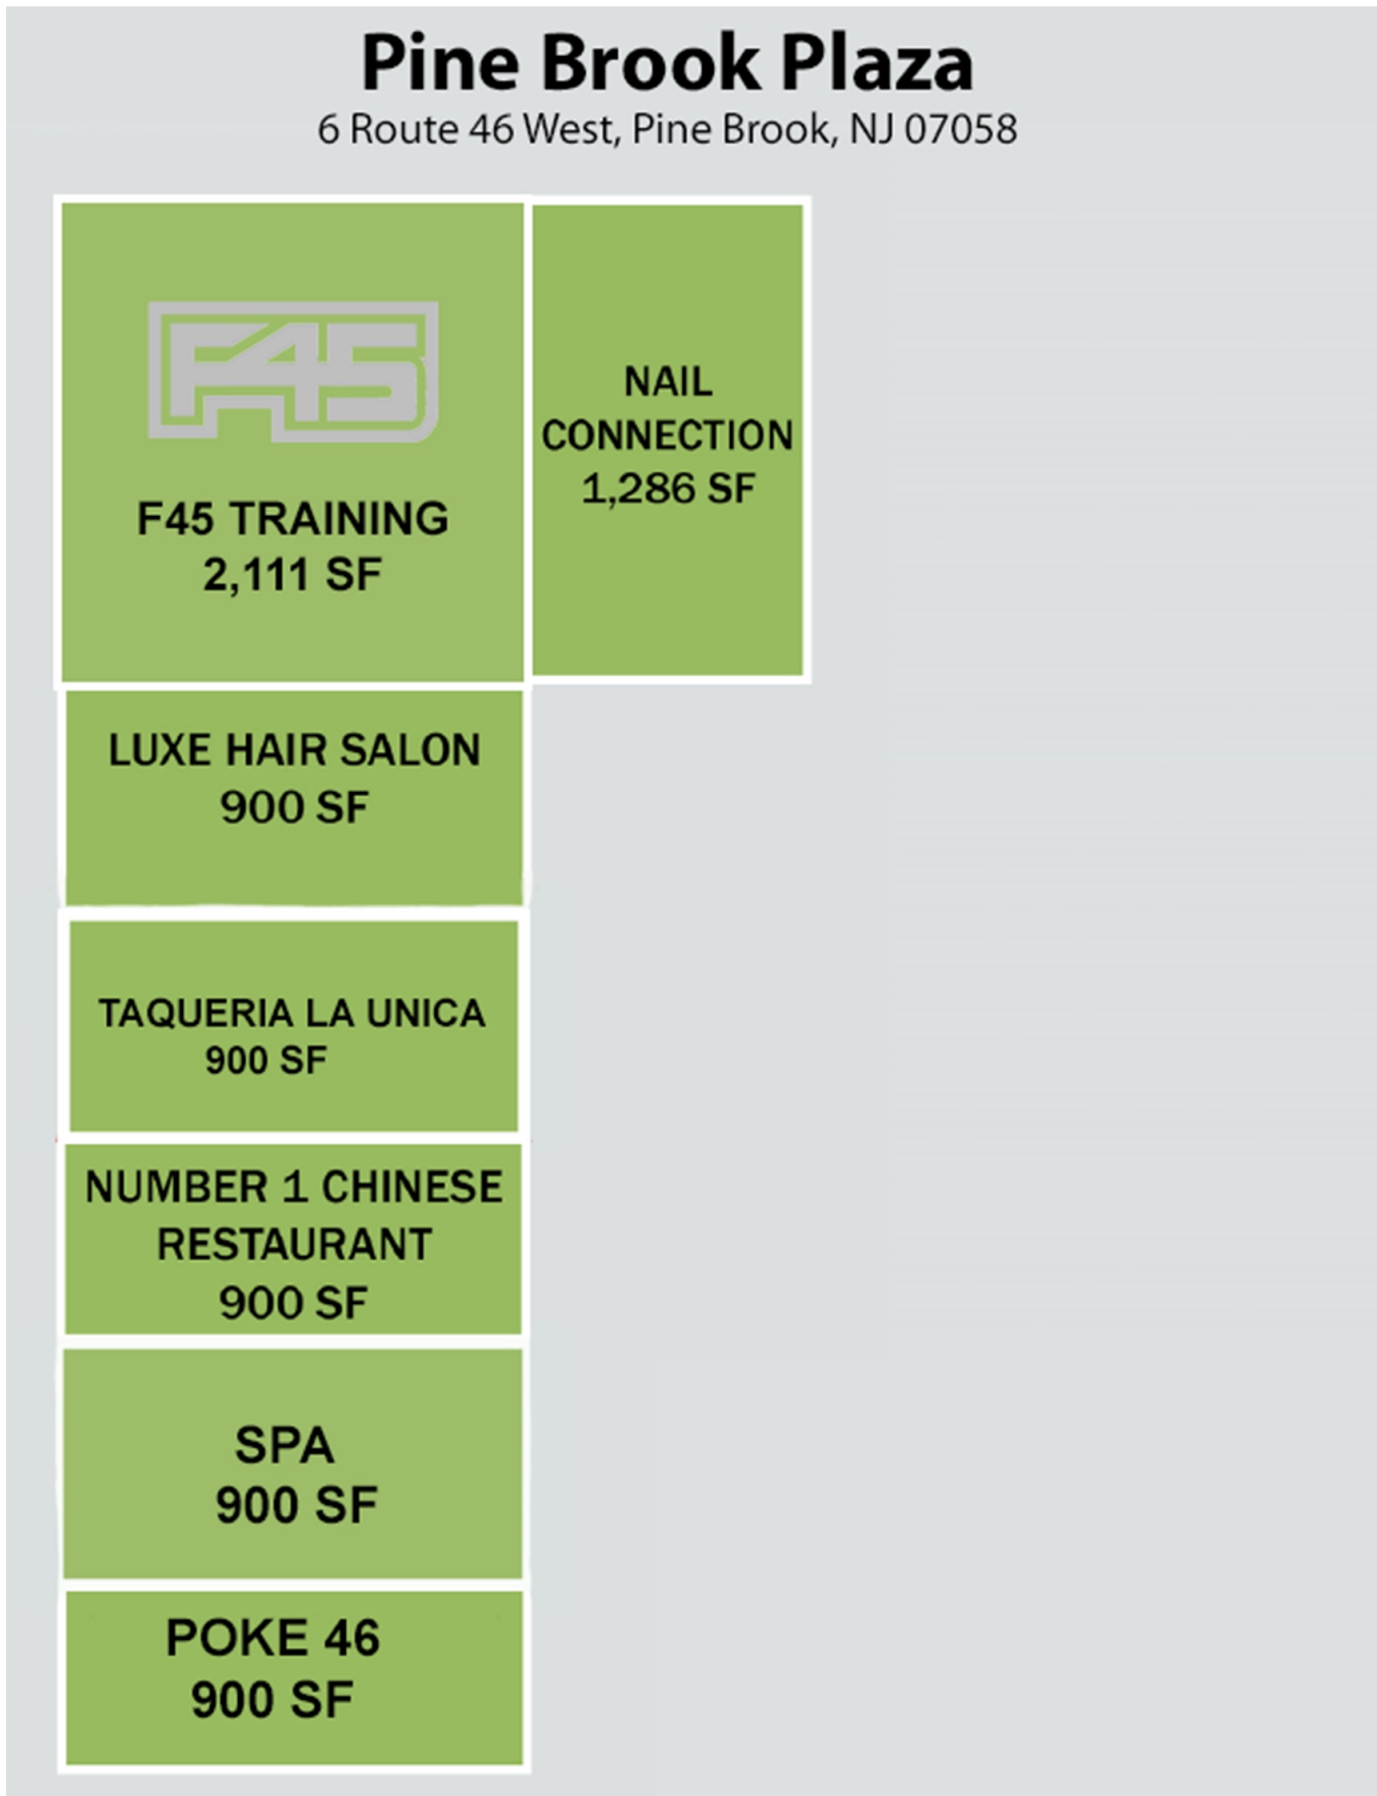 Pine Brook Plaza
6 Route 46 West, Pine Brook, NJ 07058
F45
F45 TRAINING
2,111 SF
NAIL
CONNECTION
1,286 SF
LUXE HAIR SALON
900 SF
TAQUERIA LA UNICA
900 SF
NUMBER 1 CHINESE
RESTAURANT
900 SF
SPA
900 SF
POKE 46
900 SF